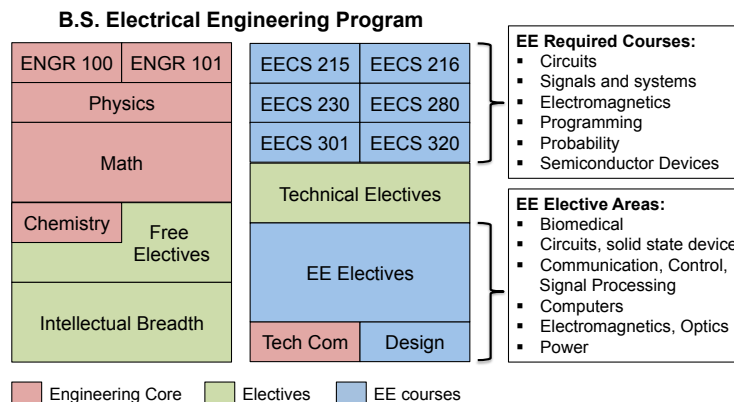 B.S. Electrical Engineering Program
ENGR 100 ENGR 101
Physics
Math
Chemistry
Free
Electives
Intellectual Breadth
EECS 215 EECS 216
EECS 230 EECS 280
EECS 301 EECS 320
Technical Electives
EE Electives
Tech Com Design
EE Required Courses:
▪ Circuits
▪ Signals and systems
▪ Electromagnetics
▪ Programming
▪ Probability
▪ Semiconductor Devices
EE Elective Areas:
▪ Biomedical
▪ Circuits, solid state device
▪ Communication, Control,
Signal Processing
▪ Computers
▪ Electromagnetics, Optics
▪ Power
Engineering Core Electives EE courses